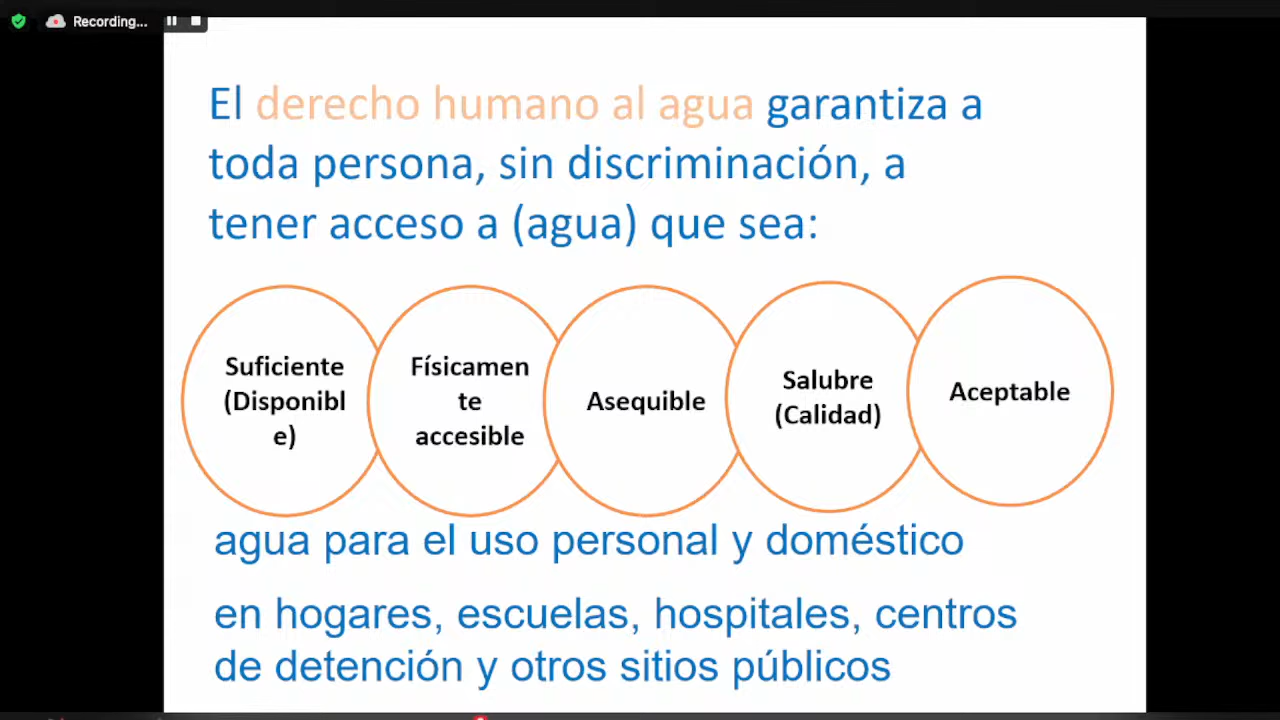 Recording...
El derecho humano al agua garantiza a
toda persona, sin discriminación, a
tener acceso a (agua) que sea:
Suficiente
(Disponibl
e)
Físicamen
te
accesible
Asequible
Salubre
(Calidad)
Aceptable
agua para el uso personal y doméstico
en hogares, escuelas, hospitales, centros
de detención y otros sitios públicos